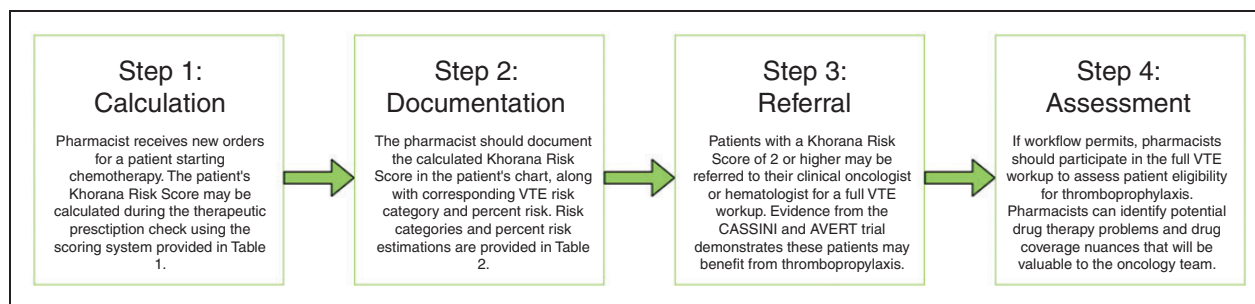 Step 1:
Calculation
Pharmacist receives new orders
for a patient starting
chemotherapy. The patient's
Khorana Risk Score may be
calculated during the therapeutic
presctiption check using the
scoring system provided in Table
1.
Step 2:
Documentation
The pharmacist should document
the calculated Khorana Risk
Score in the patient's chart, along
with corresponding VTE risk
category and percent risk. Risk
categories and percent risk
estimations are provided in Table
2.
Step 3:
Referral
Patients with a Khorana Risk
Score of 2 or higher may be
referred to their clinical oncologist
or hematologist for a full VTE
workup. Evidence from the
CASSINI and AVERT trial
demonstrates these patients may
benefit from thrombopropylaxis.
Step 4:
Assessment
If workflow permits, pharmacists
should participate in the full VTE
workup to assess patient eligibility
for thromboprophylaxis.
Pharmacists can identify potential
drug therapy problems and drug
coverage nuances that will be
valuable to the oncology team.